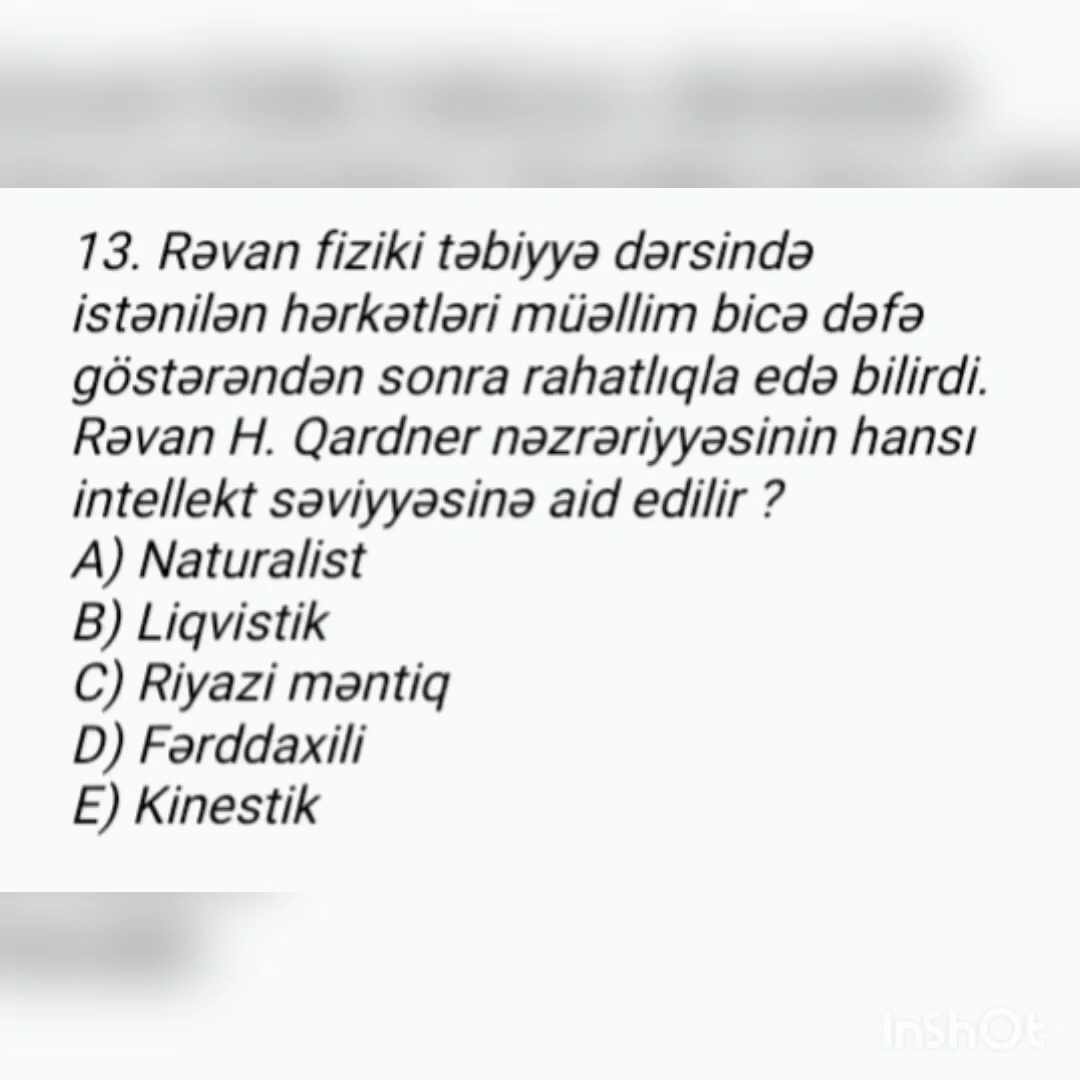 13. Rəvan fiziki təbiyyə dərsində
istənilən hərkətləri müəllim bicə dəfə
göstərəndən sonra rahatlıqla edə bilirdi.
Rəvan H. Qardner nəzrəriyyəsinin hansı
intellekt səviyyəsinə aid edilir ?
A) Naturalist
B) Liqvistik
C) Riyazi məntiq
D) Fərddaxili
E) Kinestik
InShOt